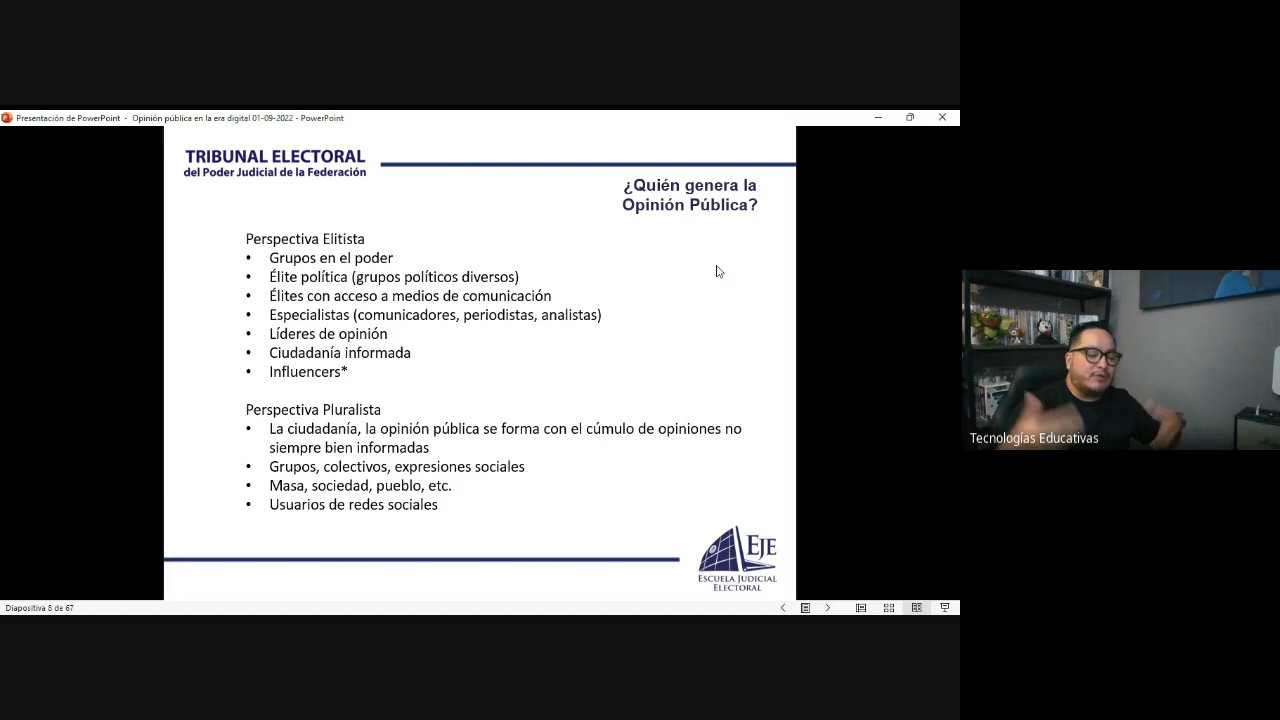 Presentación de PowerPoint - Opinión pública en la era digital 01-09-2022 - PowerPoint
TRIBUNAL ELECTORAL
del Poder Judicial de la Federación
¿Quién genera la
Opinión Pública?
Perspectiva Elitista
• Grupos en el poder
• Élite política (grupos políticos diversos)
• Élites con acceso a medios de comunicación
• Especialistas (comunicadores, periodistas, analistas)
• Líderes de opinión
• Ciudadanía informada
• Influencers*
Perspectiva Pluralista
• La ciudadanía, la opinión pública se forma con el cúmulo de opiniones no
siempre bien informadas
• Grupos, colectivos, expresiones sociales
• Masa, sociedad, pueblo, etc.
• Usuarios de redes sociales
EJE
ESCUELA JUDICIAL
ELECTORAL
Diapositiva 8 de 67
Tecnologías Educativas